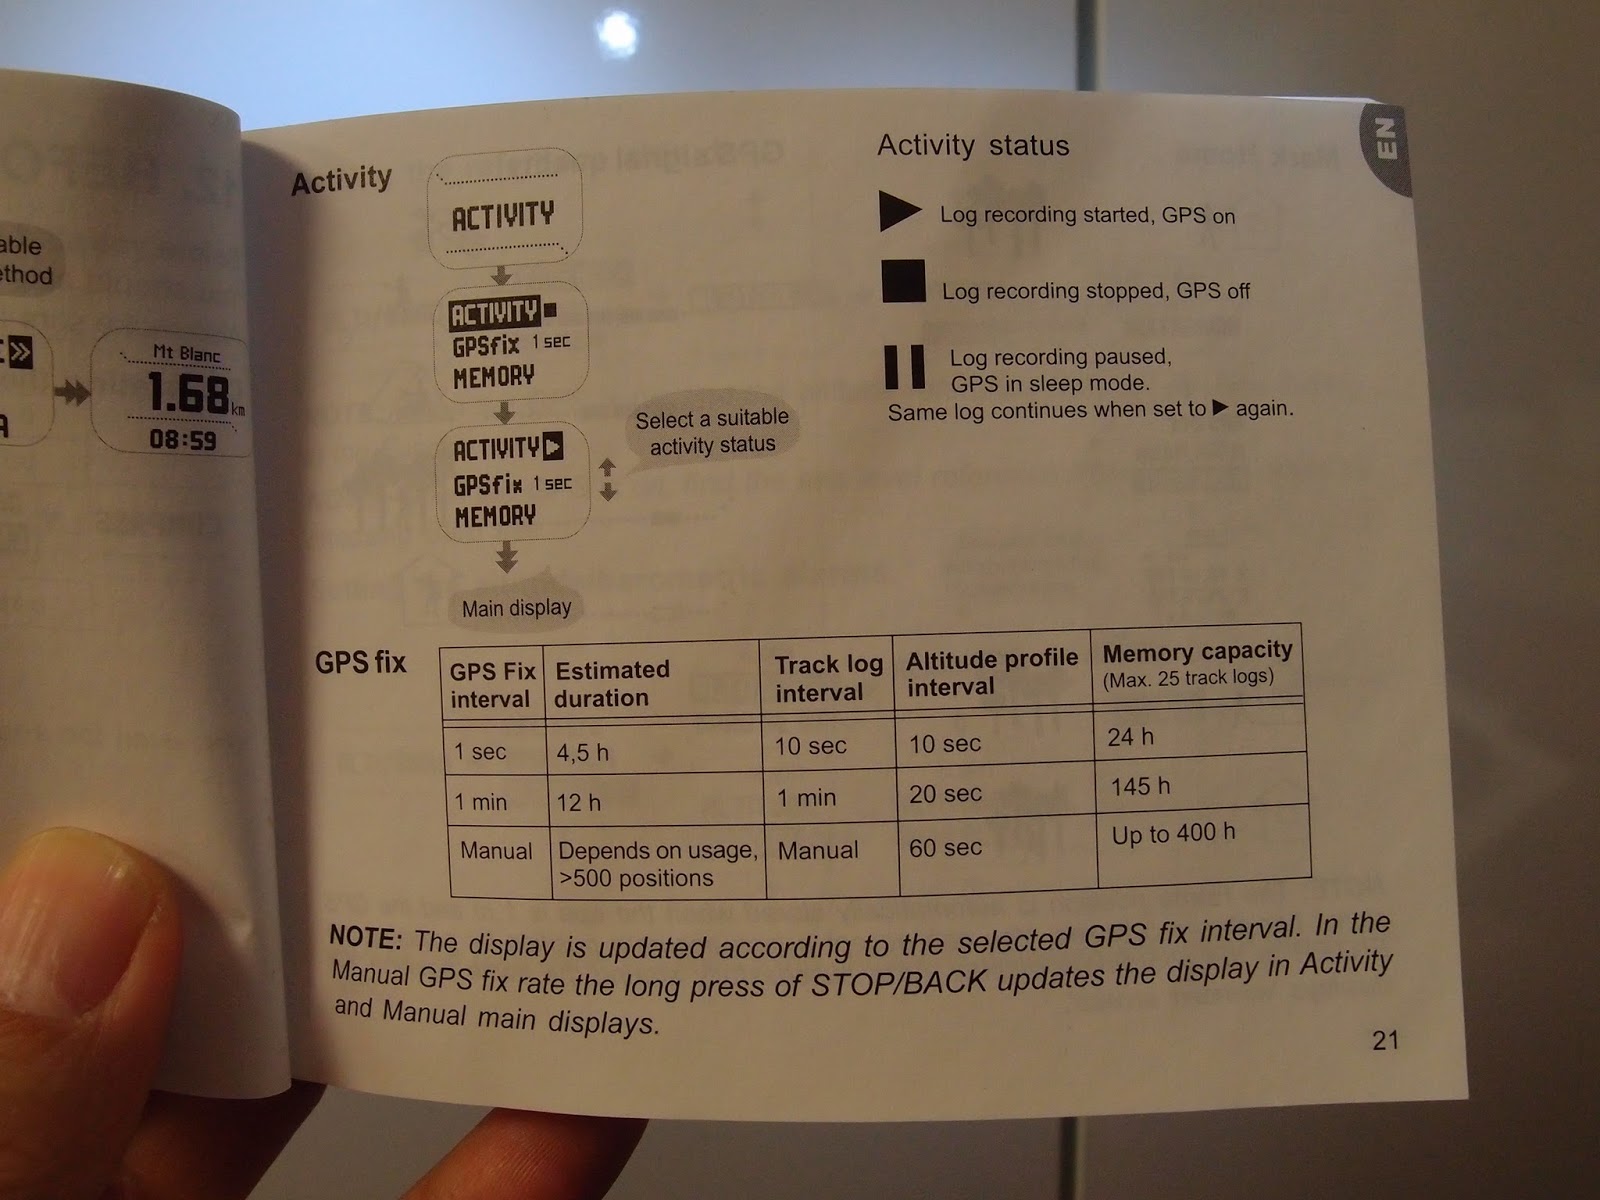 able
ethod
Mt Blanc
1.68 km
08:59
EN
Activity
ACTIVITY
ACTIVITY
GPSfix 1 sec
MEMORY
ACTIVITY
GPSfix 1 sec
MEMORY
Select a suitable
activity status
Main display
Activity status
Log recording started, GPS on
Log recording stopped, GPS off
Log recording paused,
GPS in sleep mode.
Same log continues when set to ▶ again.
GPS fix
GPS Fix interval | Estimated duration | Track log interval | Altitude profile interval | Memory capacity (Max. 25 track logs)
1 sec | 4,5 h | 10 sec | 10 sec | 24 h
1 min | 12 h | 1 min | 20 sec | 145 h
Manual | Depends on usage, >500 positions | Manual | 60 sec | Up to 400 h
NOTE: The display is updated according to the selected GPS fix interval. In the
Manual GPS fix rate the long press of STOP/BACK updates the display in Activity
and Manual main displays.
21